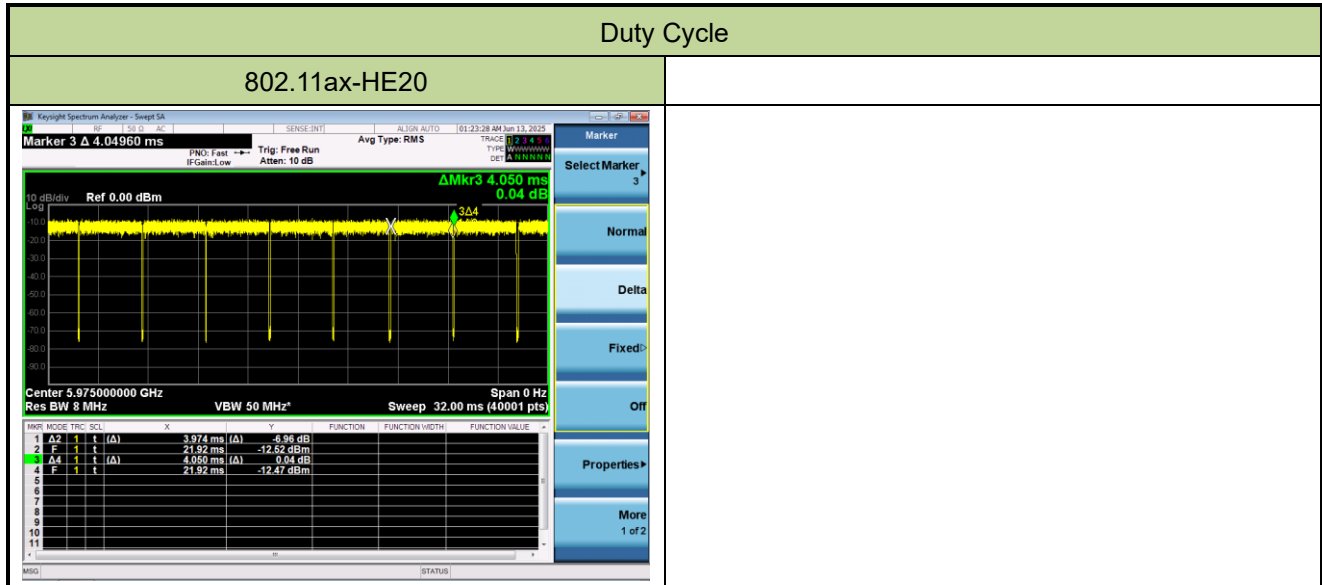 Duty Cycle
802.11ax-HE20
Keysight Spectrum Analyzer - Swept SA
RF 50 Ω AC SENSE:INT ALIGN AUTO 01:23:28 AM Jun 13, 2025
Marker 3 Δ 4.04960 ms
PNO: Fast
IFGain:Low
Trig: Free Run
Atten: 10 dB
Avg Type: RMS
TRACE 1 2 3 4 5 6
TYPE WWWWWW
DET A N N N N N
ΔMkr3 4.050 ms
0.04 dB
10 dB/div Ref 0.00 dBm
Log
3Δ4
-10.0
-20.0
-30.0
-40.0
-50.0
-60.0
-70.0
-80.0
-90.0
Center 5.975000000 GHz Span 0 Hz
Res BW 8 MHz VBW 50 MHz* Sweep 32.00 ms (40001 pts)
MKR MODE TRC SCL X Y FUNCTION FUNCTION WIDTH FUNCTION VALUE
1 Δ2 1 t (Δ) 3.974 ms (Δ) -6.96 dB
2 F 1 t 21.92 ms -12.52 dBm
3 Δ4 1 t (Δ) 4.050 ms (Δ) 0.04 dB
4 F 1 t 21.92 ms -12.47 dBm
5
6
7
8
9
10
11
MSG STATUS
Marker
Select Marker
3
Normal
Delta
Fixed
Off
Properties
More
1 of 2